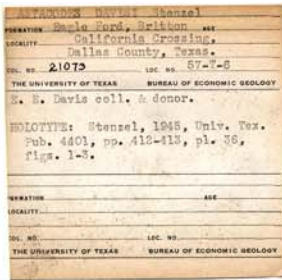 ASTACODES DAVISI Stenzel
FORMATION Eagle Ford, Britton AGE
LOCALITY California Crossing,
Dallas County, Texas.
COL. NO. 21073 LOC. NO. 57-T-6
THE UNIVERSITY OF TEXAS BUREAU OF ECONOMIC GEOLOGY
E. E. Davis coll. & donor.
HOLOTYPE: Stenzel, 1945, Univ. Tex.
Pub. 4401, pp. 412-413, pl. 36,
figs. 1-3.
FORMATION AGE
LOCALITY
COL. NO. LOC. NO.
THE UNIVERSITY OF TEXAS BUREAU OF ECONOMIC GEOLOGY